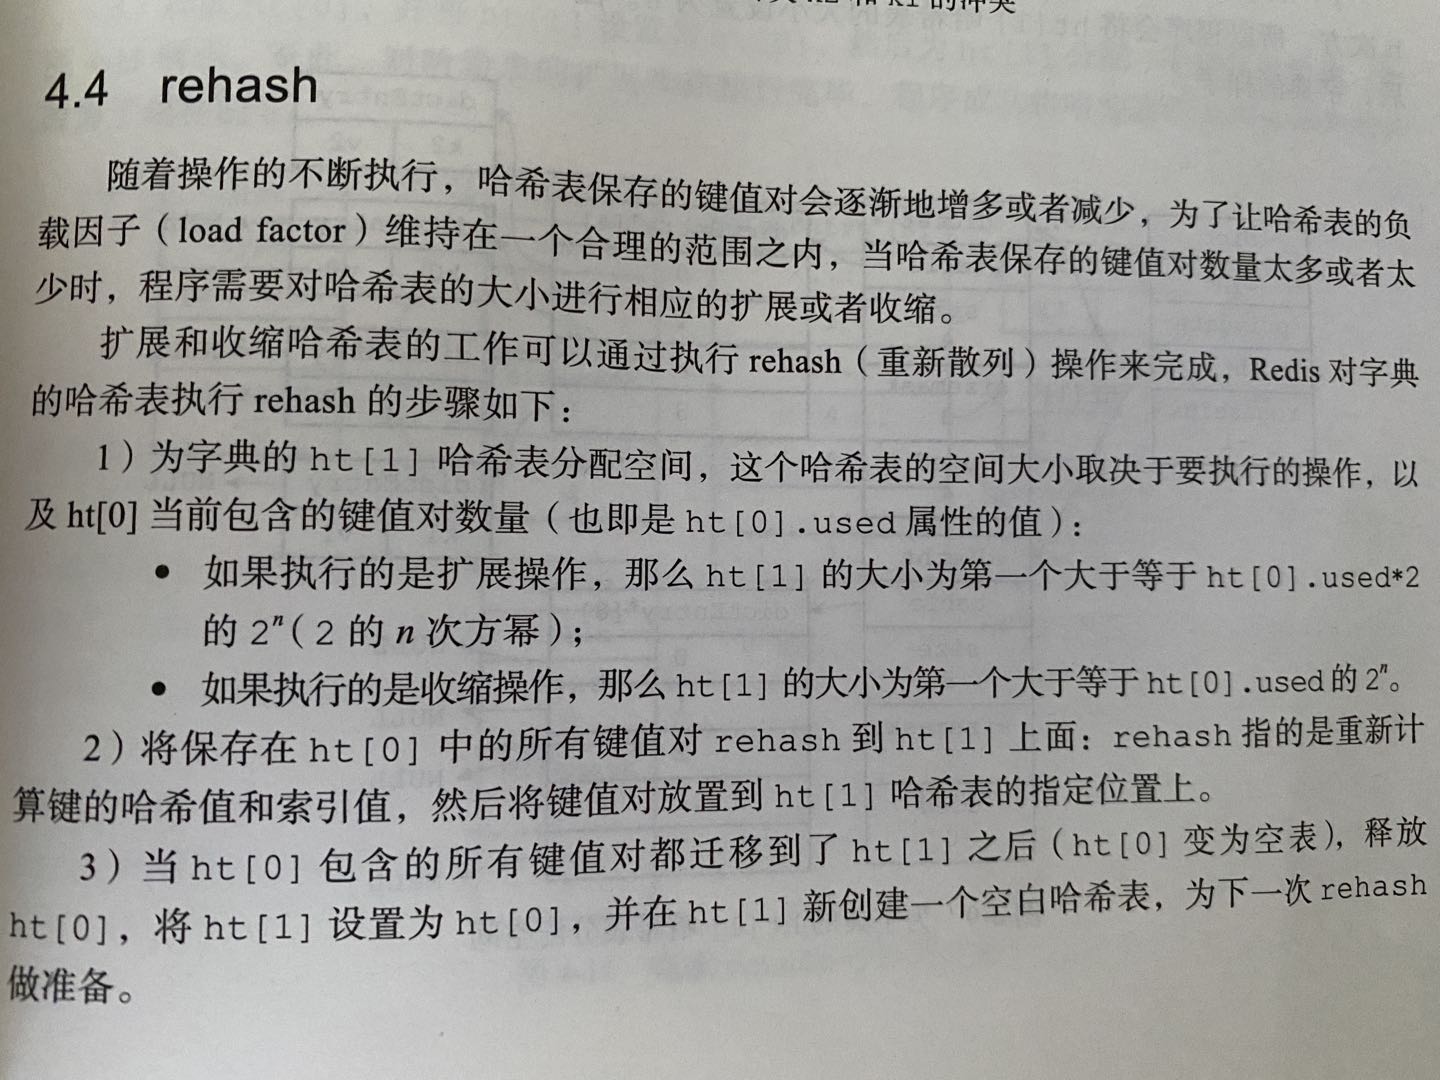 的冲突
4.4 rehash
随着操作的不断执行，哈希表保存的键值对会逐渐地增多或者减少，为了让哈希表的负
载因子（load factor）维持在一个合理的范围之内，当哈希表保存的键值对数量太多或者太
少时，程序需要对哈希表的大小进行相应的扩展或者收缩。
扩展和收缩哈希表的工作可以通过执行 rehash（重新散列）操作来完成，Redis 对字典
的哈希表执行 rehash 的步骤如下：
1）为字典的 ht[1] 哈希表分配空间，这个哈希表的空间大小取决于要执行的操作，以
及 ht[0] 当前包含的键值对数量（也即是 ht[0].used 属性的值）：
• 如果执行的是扩展操作，那么 ht[1] 的大小为第一个大于等于 ht[0].used*2
的 2ⁿ（2 的 n 次方幂）；
• 如果执行的是收缩操作，那么 ht[1] 的大小为第一个大于等于 ht[0].used 的 2ⁿ。
2）将保存在 ht[0] 中的所有键值对 rehash 到 ht[1] 上面：rehash 指的是重新计
算键的哈希值和索引值，然后将键值对放置到 ht[1] 哈希表的指定位置上。
3）当 ht[0] 包含的所有键值对都迁移到了 ht[1] 之后（ht[0] 变为空表），释放
ht[0]，将 ht[1] 设置为 ht[0]，并在 ht[1] 新创建一个空白哈希表，为下一次 rehash
做准备。